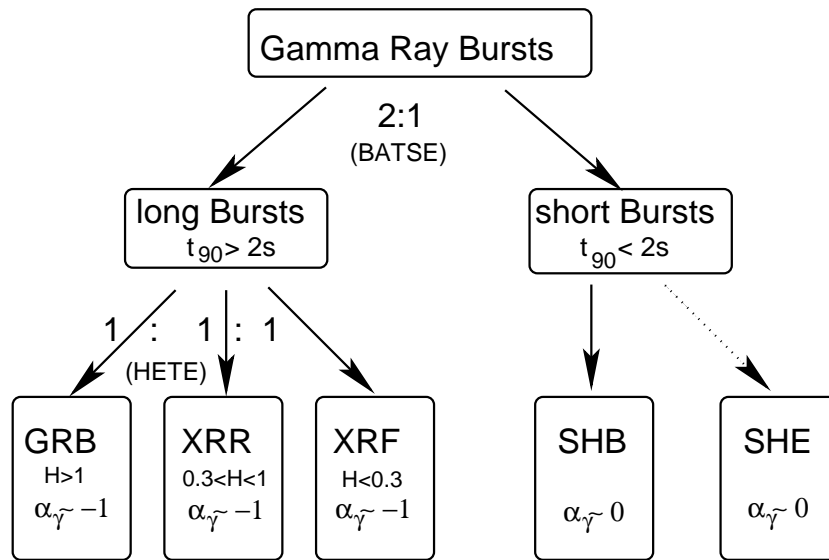 Gamma Ray Bursts
2:1
(BATSE)
long Bursts
t90> 2s
short Bursts
t90< 2s
1 : 1 : 1
(HETE)
GRB
H>1
αγ~ −1
XRR
0.3<H<1
αγ~ −1
XRF
H<0.3
αγ~ −1
SHB
αγ~ 0
SHE
αγ~ 0